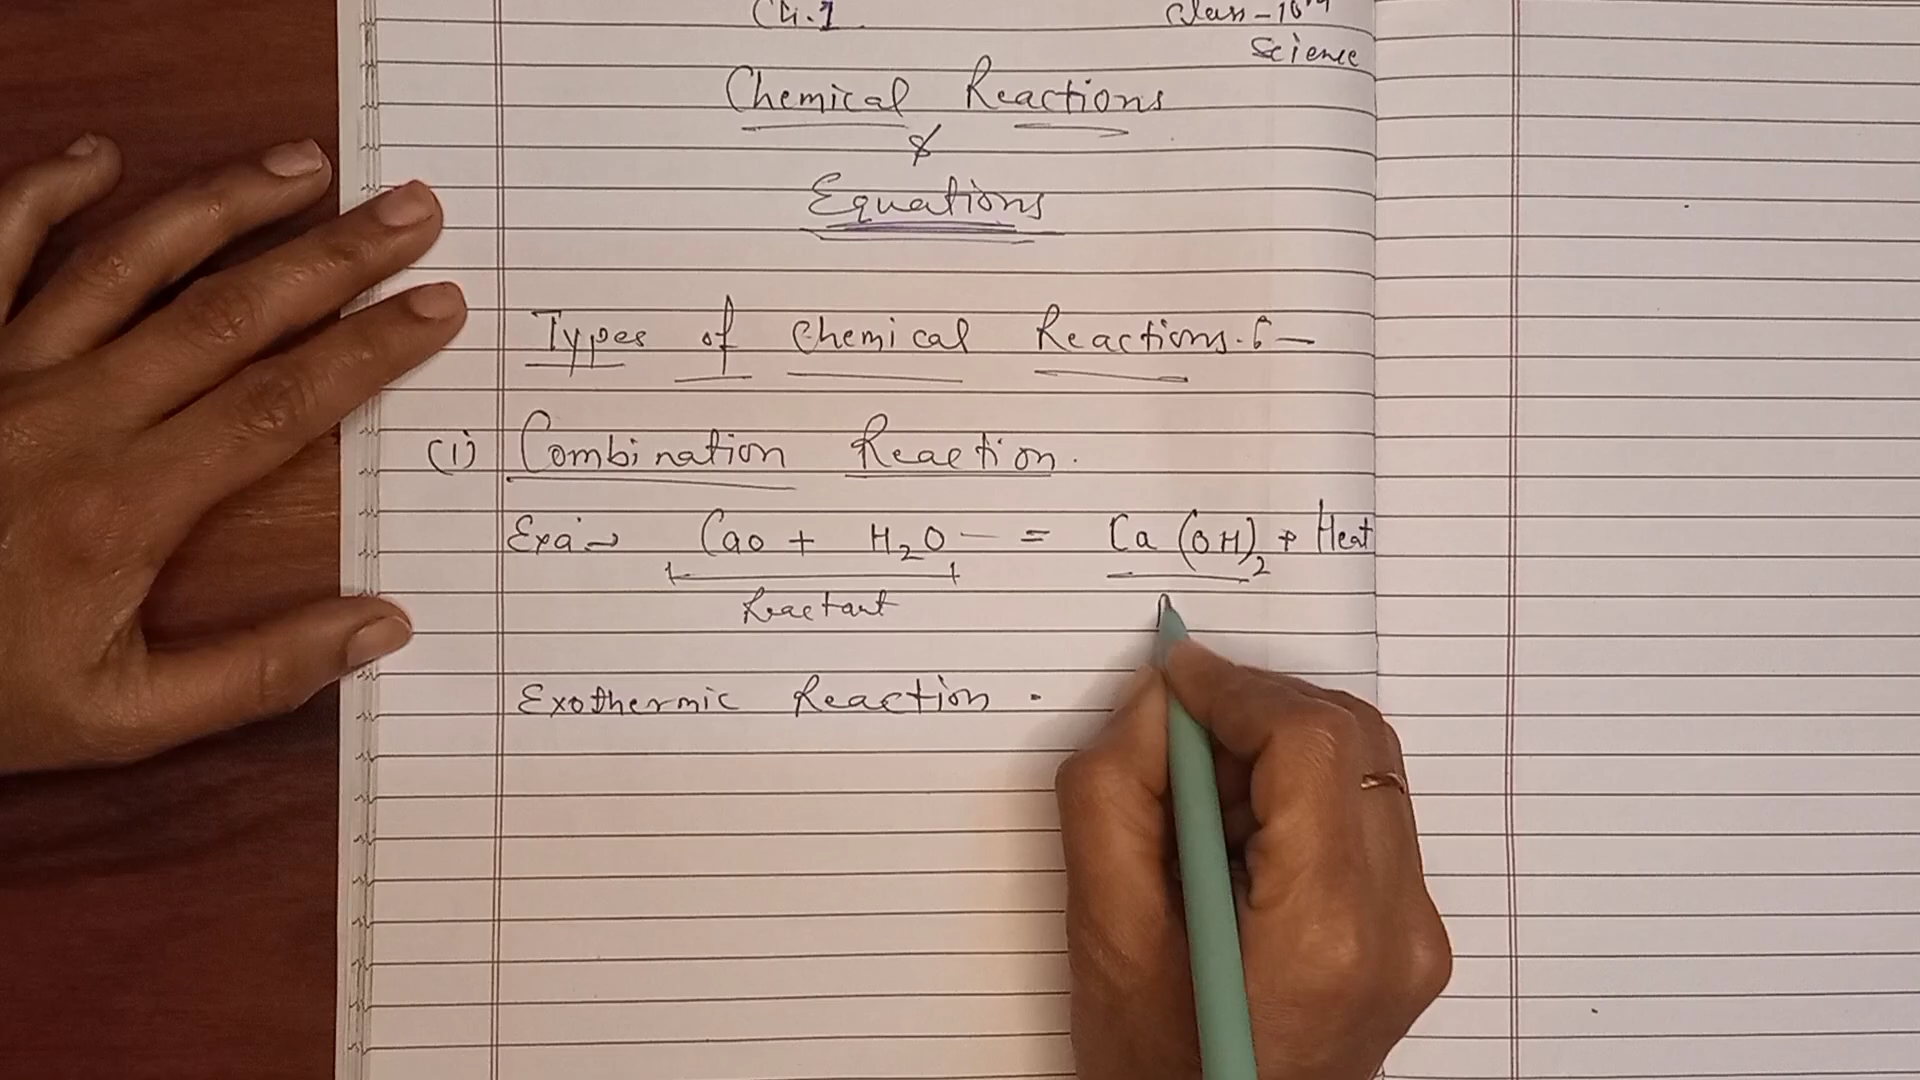 Ch.1
Class-10th
Science
Chemical Reactions
&
Equations
Types of Chemical Reactions.:-
(1) Combination Reaction.
Exa:→ CaO + H2O — = Ca(OH)2 + Heat
Reactant
Exothermic Reaction.